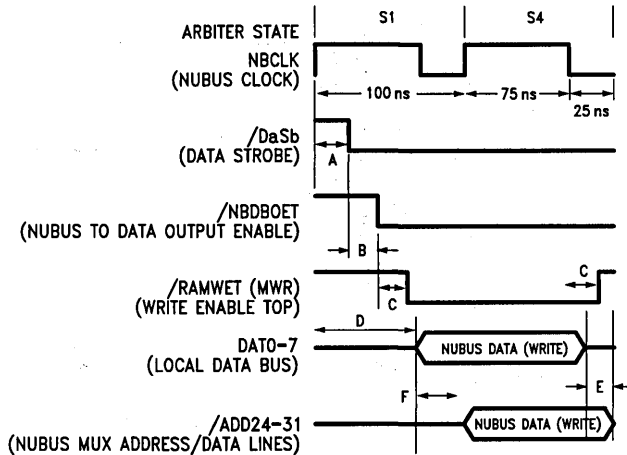 S1 S4
ARBITER STATE
NBCLK
(NUBUS CLOCK)
100 ns 75 ns
25 ns
/DaSb
(DATA STROBE)
A
/NBDBOET
(NUBUS TO DATA OUTPUT ENABLE)
B
/RAMWET (MWR)
(WRITE ENABLE TOP)
C C
D
DAT0-7
(LOCAL DATA BUS)
NUBUS DATA (WRITE)
E
F
/ADD24-31
(NUBUS MUX ADDRESS/DATA LINES)
NUBUS DATA (WRITE)